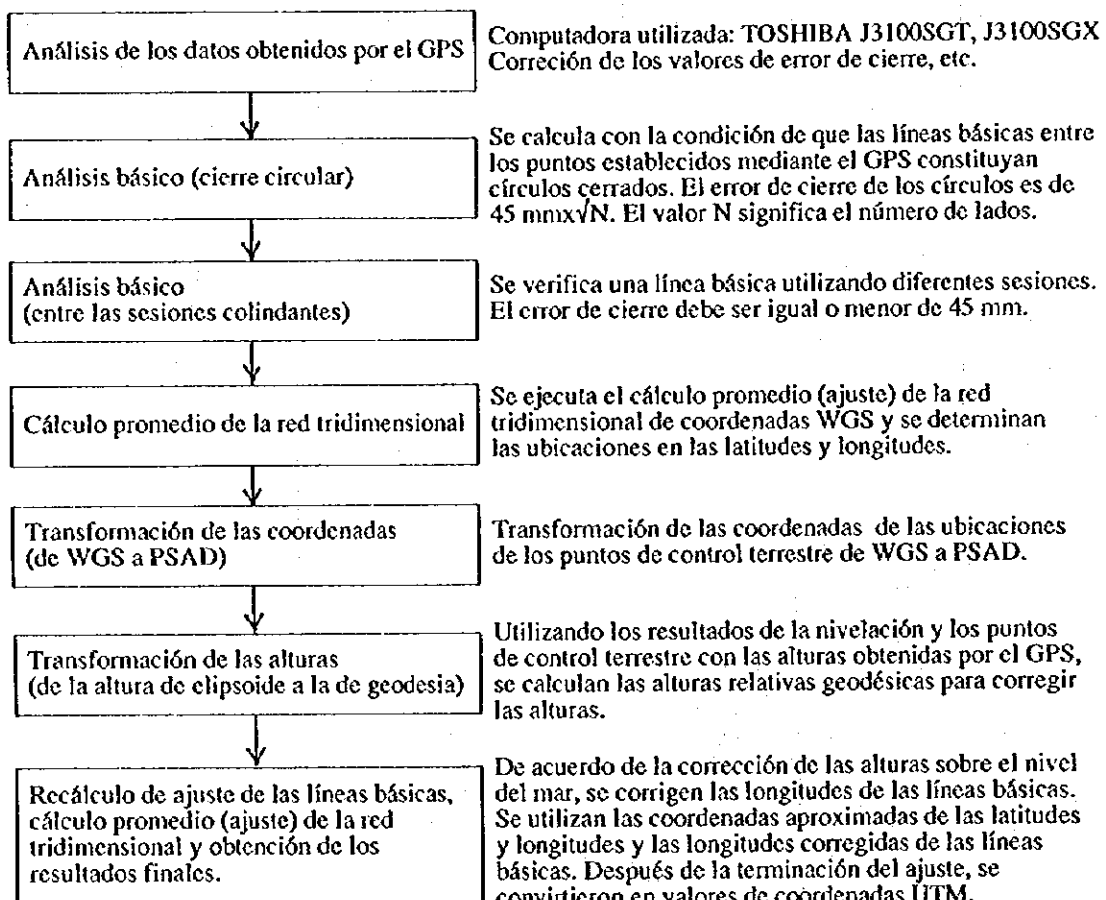 Análisis de los datos obtenidos por el GPS
Computadora utilizada: TOSHIBA J3100SGT, J3100SGX
Correción de los valores de error de cierre, etc.
Análisis básico (cierre circular)
Se calcula con la condición de que las líneas básicas entre
los puntos establecidos mediante el GPS constituyan
círculos cerrados. El error de cierre de los círculos es de
45 mmx√N. El valor N significa el número de lados.
Análisis básico
(entre las sesiones colindantes)
Se verifica una línea básica utilizando diferentes sesiones.
El error de cierre debe ser igual o menor de 45 mm.
Cálculo promedio de la red tridimensional
Se ejecuta el cálculo promedio (ajuste) de la red
tridimensional de coordenadas WGS y se determinan
las ubicaciones en las latitudes y longitudes.
Transformación de las coordenadas
(de WGS a PSAD)
Transformación de las coordenadas de las ubicaciones
de los puntos de control terrestre de WGS a PSAD.
Transformación de las alturas
(de la altura de elipsoide a la de geodesia)
Utilizando los resultados de la nivelación y los puntos
de control terrestre con las alturas obtenidas por el GPS,
se calculan las alturas relativas geodésicas para corregir
las alturas.
Recálculo de ajuste de las líneas básicas,
cálculo promedio (ajuste) de la red
tridimensional y obtención de los
resultados finales.
De acuerdo de la corrección de las alturas sobre el nivel
del mar, se corrigen las longitudes de las líneas básicas.
Se utilizan las coordenadas aproximadas de las latitudes
y longitudes y las longitudes corregidas de las líneas
básicas. Después de la terminación del ajuste, se
convirtieron en valores de coordenadas UTM.